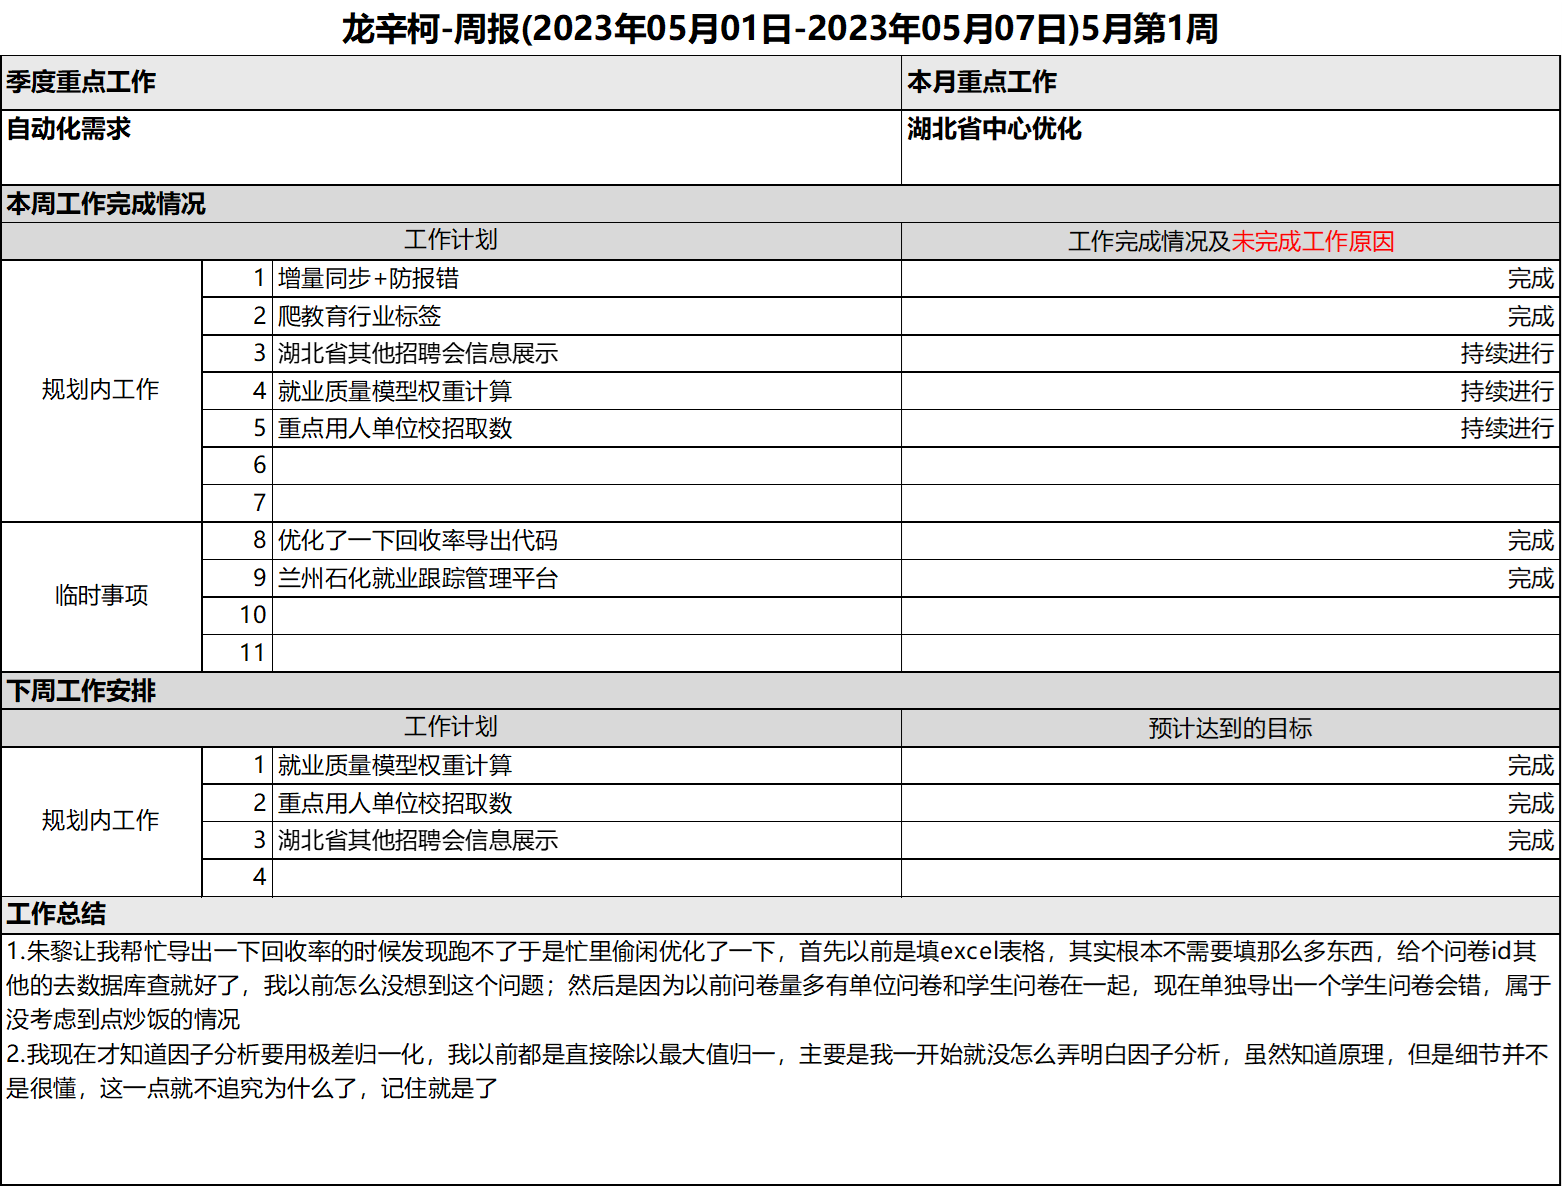 龙辛柯-周报(2023年05月01日-2023年05月07日)5月第1周
季度重点工作 本月重点工作
自动化需求 湖北省中心优化
本周工作完成情况
工作计划 工作完成情况及未完成工作原因
规划内工作
1 增量同步+防报错 完成
2 爬教育行业标签 完成
3 湖北省其他招聘会信息展示 持续进行
4 就业质量模型权重计算 持续进行
5 重点用人单位校招取数 持续进行
6
7
临时事项
8 优化了一下回收率导出代码 完成
9 兰州石化就业跟踪管理平台 完成
10
11
下周工作安排
工作计划 预计达到的目标
规划内工作
1 就业质量模型权重计算 完成
2 重点用人单位校招取数 完成
3 湖北省其他招聘会信息展示 完成
4
工作总结
1.朱黎让我帮忙导出一下回收率的时候发现跑不了于是忙里偷闲优化了一下，首先以前是填excel表格，其实根本不需要填那么多东西，给个问卷id其
他的去数据库查就好了，我以前怎么没想到这个问题；然后是因为以前问卷量多有单位问卷和学生问卷在一起，现在单独导出一个学生问卷会错，属于
没考虑到点炒饭的情况
2.我现在才知道因子分析要用极差归一化，我以前都是直接除以最大值归一，主要是我一开始就没怎么弄明白因子分析，虽然知道原理，但是细节并不
是很懂，这一点就不追究为什么了，记住就是了